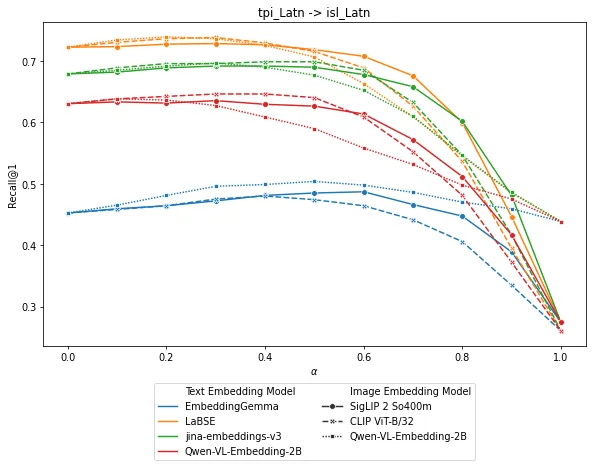 tpi_Latn -> isl_Latn
Recall@1
0.7
0.6
0.5
0.4
0.3
0.0 0.2 0.4 0.6 0.8 1.0
α
Text Embedding Model Image Embedding Model
EmbeddingGemma SigLIP 2 So400m
LaBSE CLIP ViT-B/32
jina-embeddings-v3 Qwen-VL-Embedding-2B
Qwen-VL-Embedding-2B